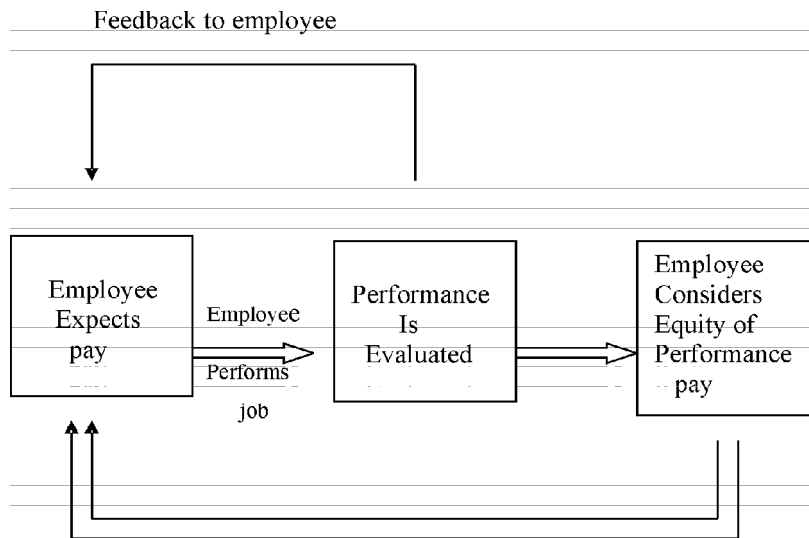 Feedback to employee
Employee
Expects
pay
Employee
Performs
job
Performance
Is
Evaluated
Employee
Considers
Equity of
Performance
pay